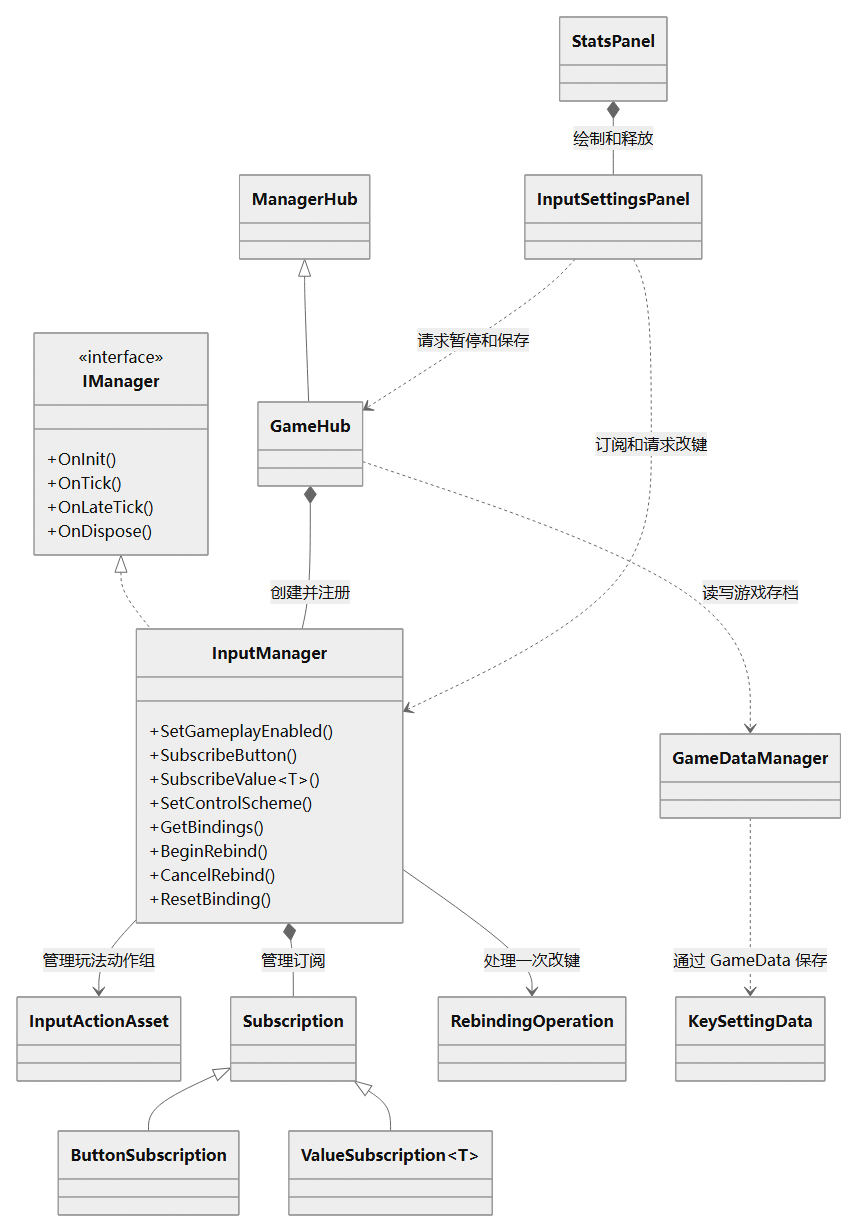 StatsPanel
绘制和释放
ManagerHub
InputSettingsPanel
请求暂停和保存
«interface»
IManager
+OnInit()
+OnTick()
+OnLateTick()
+OnDispose()
GameHub
订阅和请求改键
创建并注册
读写游戏存档
InputManager
+SetGameplayEnabled()
+SubscribeButton()
+SubscribeValue<T>()
+SetControlScheme()
+GetBindings()
+BeginRebind()
+CancelRebind()
+ResetBinding()
GameDataManager
管理玩法动作组
管理订阅
处理一次改键
通过 GameData 保存
InputActionAsset
Subscription
RebindingOperation
KeySettingData
ButtonSubscription
ValueSubscription<T>